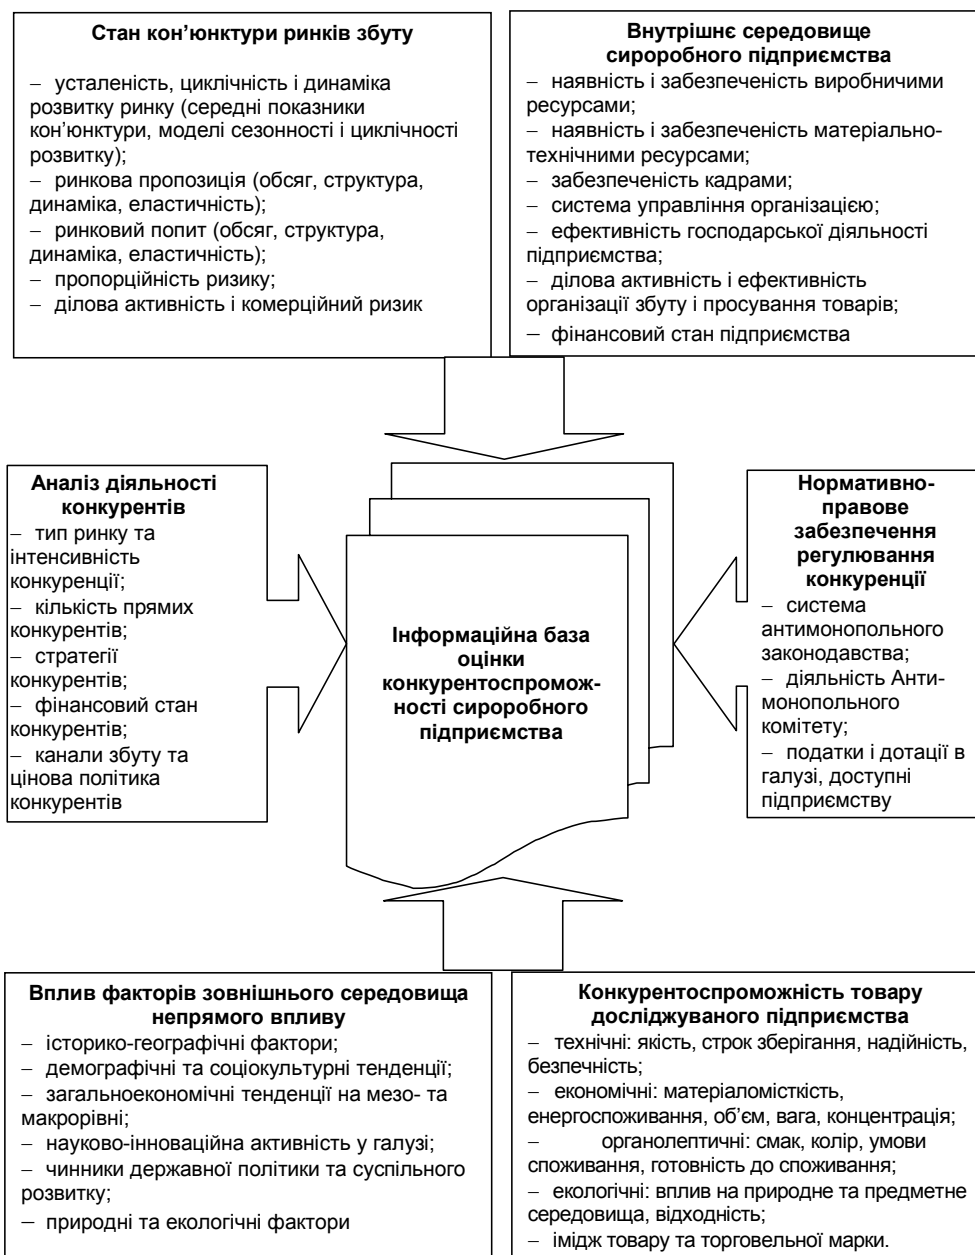 Стан кон’юнктури ринків збуту
– усталеність, циклічність і динаміка
розвитку ринку (середні показники
кон’юнктури, моделі сезонності і циклічності
розвитку);
– ринкова пропозиція (обсяг, структура,
динаміка, еластичність);
– ринковий попит (обсяг, структура,
динаміка, еластичність);
– пропорційність ризику;
– ділова активність і комерційний ризик
Внутрішнє середовище
сироробного підприємства
– наявність і забезпеченість виробничими
ресурсами;
– наявність і забезпеченість матеріально-
технічними ресурсами;
– забезпеченість кадрами;
– система управління організацією;
– ефективність господарської діяльності
підприємства;
– ділова активність і ефективність
організації збуту і просування товарів;
– фінансовий стан підприємства
Аналіз діяльності
конкурентів
– тип ринку та
інтенсивність
конкуренції;
– кількість прямих
конкурентів;
– стратегії
конкурентів;
– фінансовий стан
конкурентів;
– канали збуту та
цінова політика
конкурентів
Інформаційна база
оцінки
конкурентоспромож-
ності сироробного
підприємства
Нормативно-
правове
забезпечення
регулювання
конкуренції
– система
антимонопольного
законодавства;
– діяльність Анти-
монопольного
комітету;
– податки і дотації в
галузі, доступні
підприємству
Вплив факторів зовнішнього середовища
непрямого впливу
– історико-географічні фактори;
– демографічні та соціокультурні тенденції;
– загальноекономічні тенденції на мезо- та
макрорівні;
– науково-інноваційна активність у галузі;
– чинники державної політики та суспільного
розвитку;
– природні та екологічні фактори
Конкурентоспроможність товару
досліджуваного підприємства
– технічні: якість, строк зберігання, надійність,
безпечність;
– економічні: матеріаломісткість,
енергоспоживання, об’єм, вага, концентрація;
– органолептичні: смак, колір, умови
споживання, готовність до споживання;
– екологічні: вплив на природне та предметне
середовища, відходність;
– імідж товару та торговельної марки.